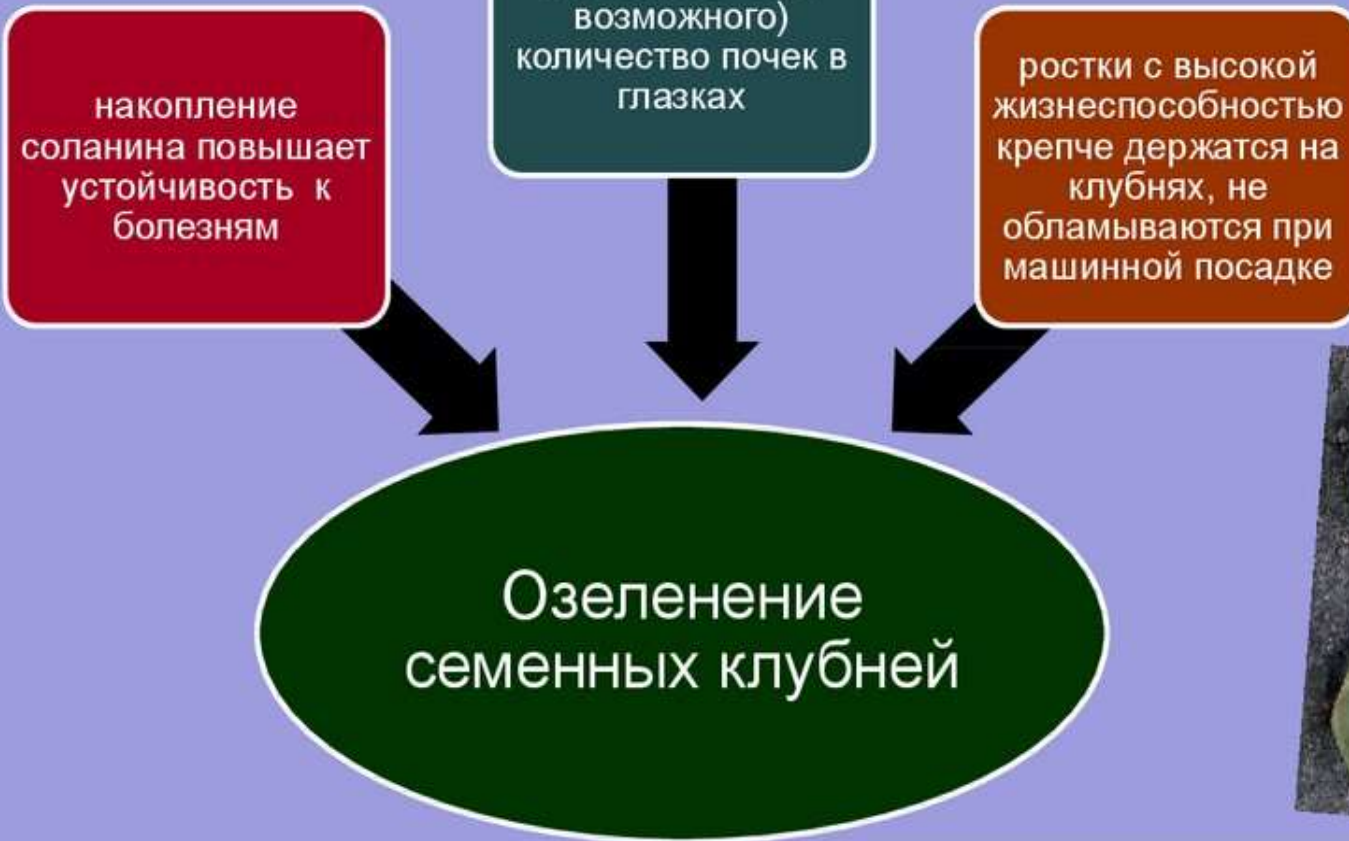 накопление
соланина повышает
устойчивость к
болезням
возможного)
количество почек в
глазках
ростки с высокой
жизнеспособностью
крепче держатся на
клубнях, не
обламываются при
машинной посадке
Озеленение
семенных клубней